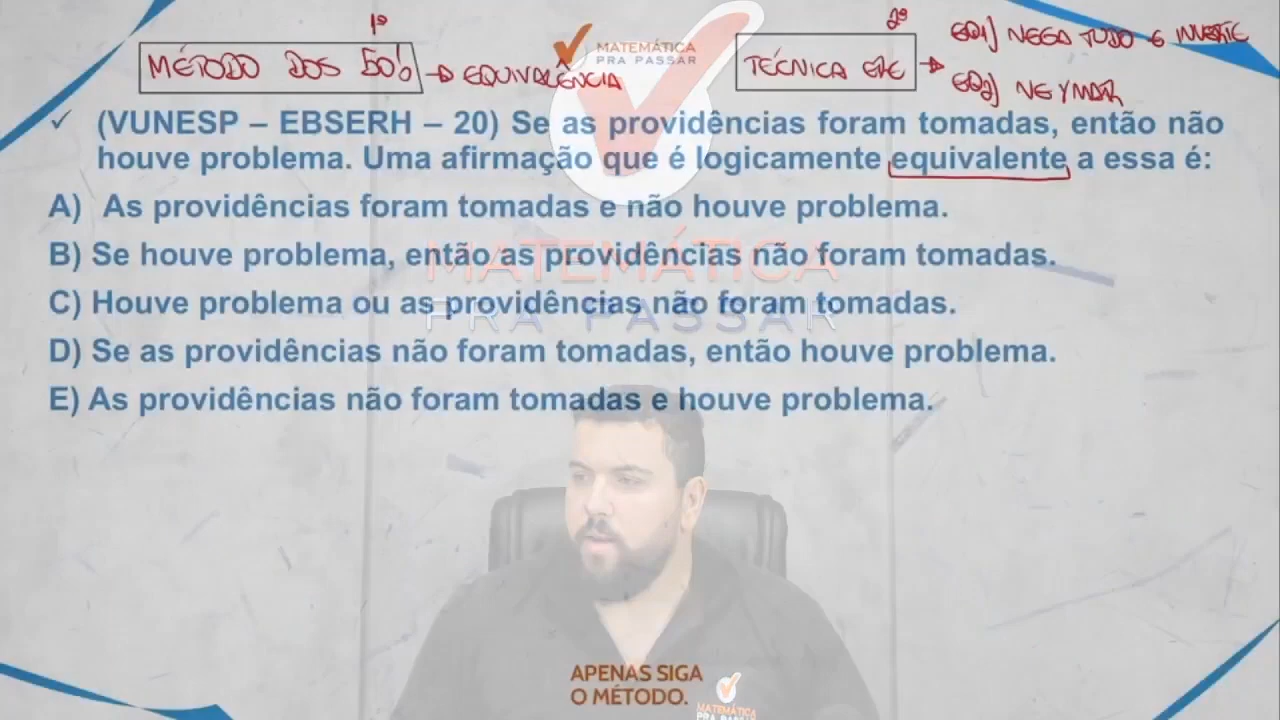 1º
2º
EQ1) NEGA TUDO E INVERTE
MÉTODO DOS 50! → EQUIVALÊNCIA
MATEMÁTICA
PRA PASSAR
TÉCNICA →
EQ2) NEYMAR
(VUNESP – EBSERH – 20) Se as providências foram tomadas, então não
houve problema. Uma afirmação que é logicamente equivalente a essa é:
A) As providências foram tomadas e não houve problema.
B) Se houve problema, então as providências não foram tomadas.
MATEMÁTICA
C) Houve problema ou as providências não foram tomadas.
PRA PASSAR
D) Se as providências não foram tomadas, então houve problema.
E) As providências não foram tomadas e houve problema.
APENAS SIGA
O MÉTODO.
MATEMÁTICA
PRA PASSAR